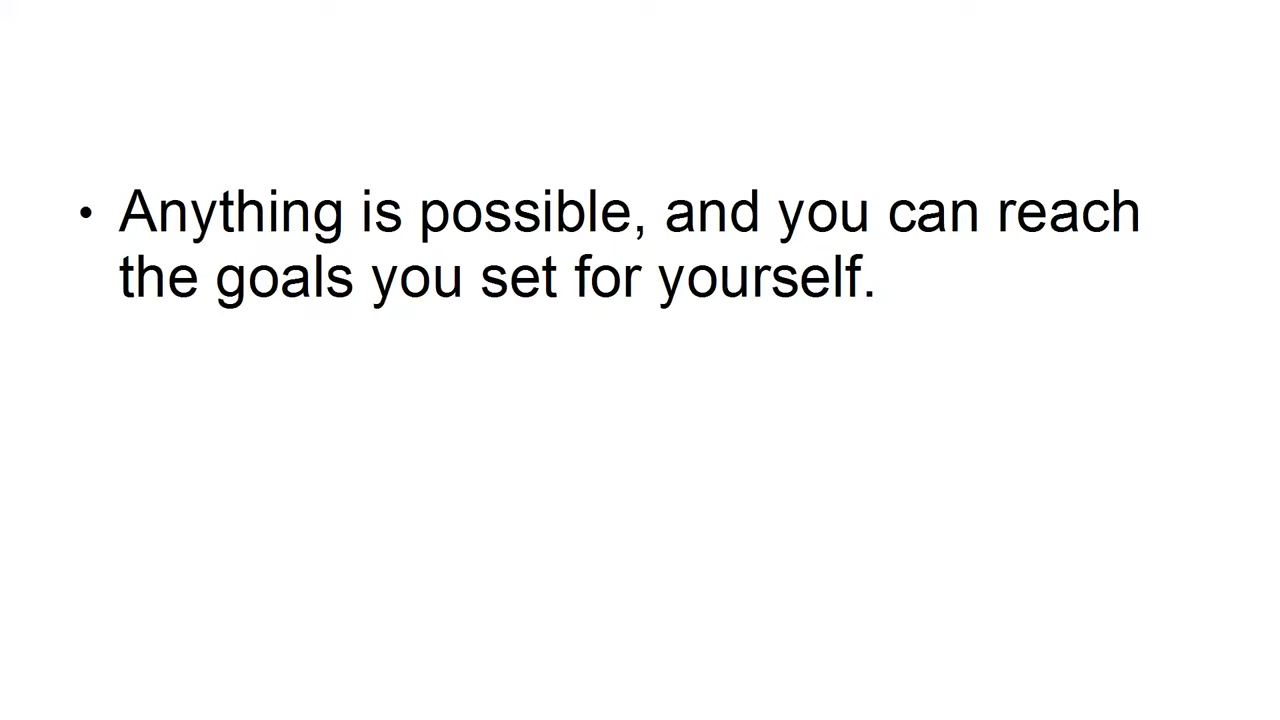 • Anything is possible, and you can reach
the goals you set for yourself.